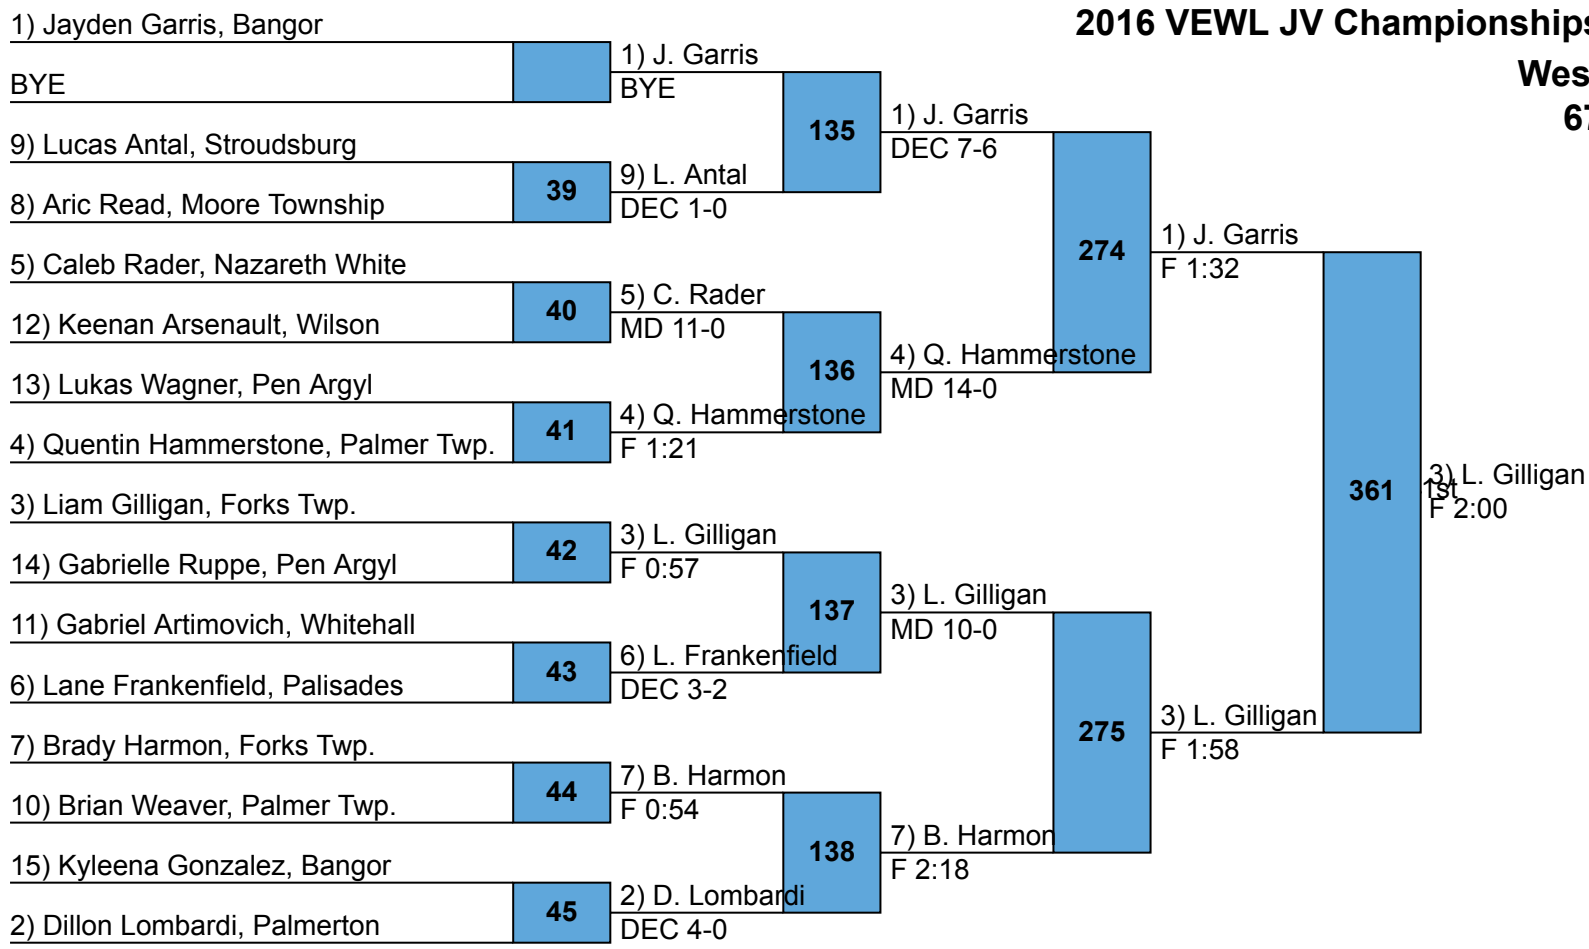 2016 VEWL JV Championships
Wes
67
1) Jayden Garris, Bangor
BYE
9) Lucas Antal, Stroudsburg
8) Aric Read, Moore Township
5) Caleb Rader, Nazareth White
12) Keenan Arsenault, Wilson
13) Lukas Wagner, Pen Argyl
4) Quentin Hammerstone, Palmer Twp.
3) Liam Gilligan, Forks Twp.
14) Gabrielle Ruppe, Pen Argyl
11) Gabriel Artimovich, Whitehall
6) Lane Frankenfield, Palisades
7) Brady Harmon, Forks Twp.
10) Brian Weaver, Palmer Twp.
15) Kyleena Gonzalez, Bangor
2) Dillon Lombardi, Palmerton
39
40
41
42
43
44
45
1) J. Garris
BYE
9) L. Antal
DEC 1-0
5) C. Rader
MD 11-0
4) Q. Hammerstone
F 1:21
3) L. Gilligan
F 0:57
6) L. Frankenfield
DEC 3-2
7) B. Harmon
F 0:54
2) D. Lombardi
DEC 4-0
135
136
137
138
1) J. Garris
DEC 7-6
4) Q. Hammerstone
MD 14-0
3) L. Gilligan
MD 10-0
7) B. Harmon
F 2:18
274
275
1) J. Garris
F 1:32
3) L. Gilligan
F 1:58
361
3) L. Gilligan
1st
F 2:00